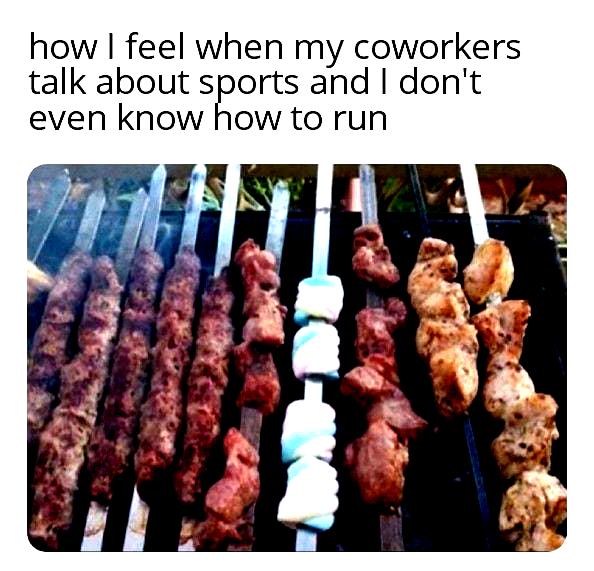 how I feel when my coworkers
talk about sports and I don't
even know how to run